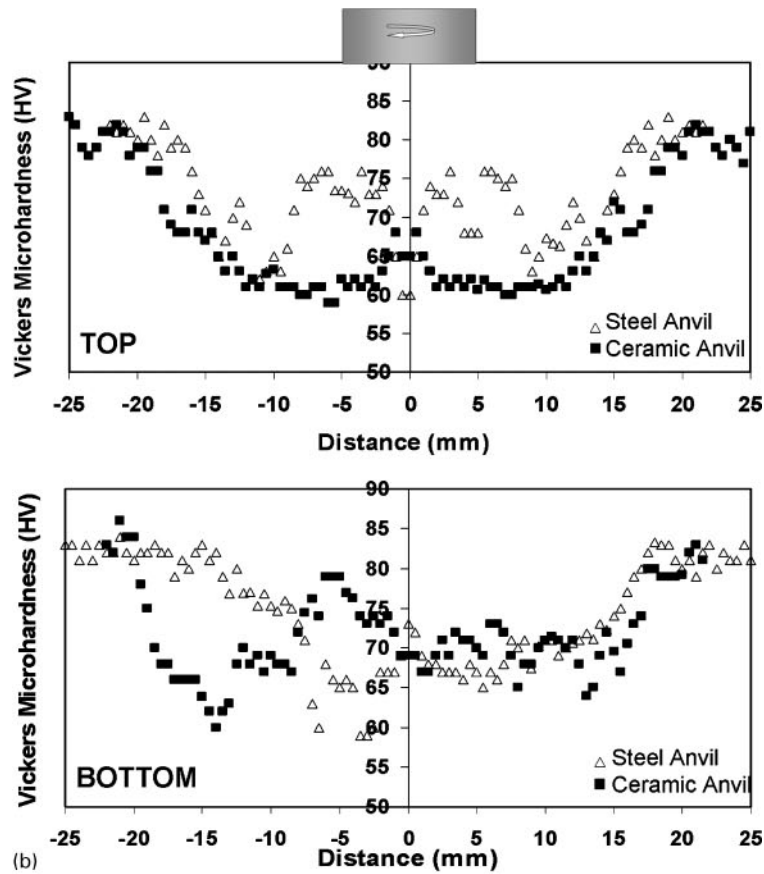 90
85
80
75
70
65
60
55
50
Vickers Microhardness (HV)
TOP
△ Steel Anvil
■ Ceramic Anvil
-25 -20 -15 -10 -5 0 5 10 15 20 25
Distance (mm)
90
85
80
75
70
65
60
55
50
Vickers Microhardness (HV)
BOTTOM
△ Steel Anvil
■ Ceramic Anvil
-25 -20 -15 -10 -5 0 5 10 15 20 25
(b) Distance (mm)